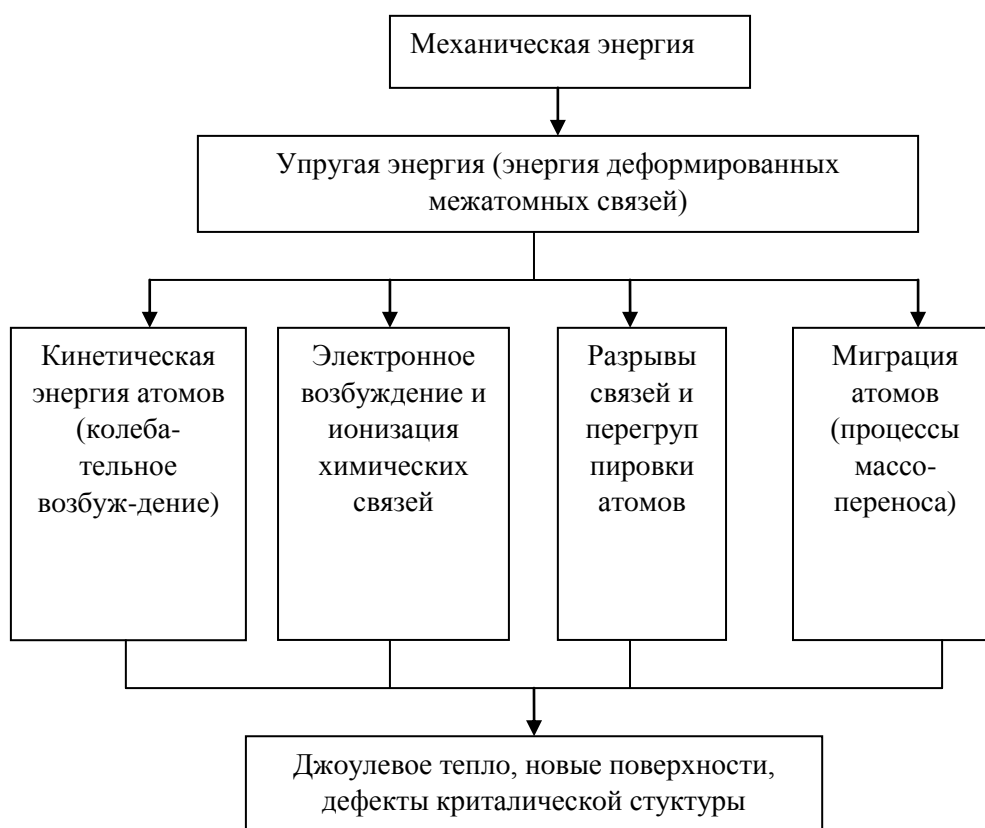 Механическая энергия
Упругая энергия (энергия деформированных
межатомных связей)
Кинетическая
энергия атомов
(колеба-
тельное
возбуж-дение)
Электронное
возбуждение и
ионизация
химических
связей
Разрывы
связей и
перегруп
пировки
атомов
Миграция
атомов
(процессы
массо-
переноса)
Джоулевое тепло, новые поверхности,
дефекты криталической стуктуры